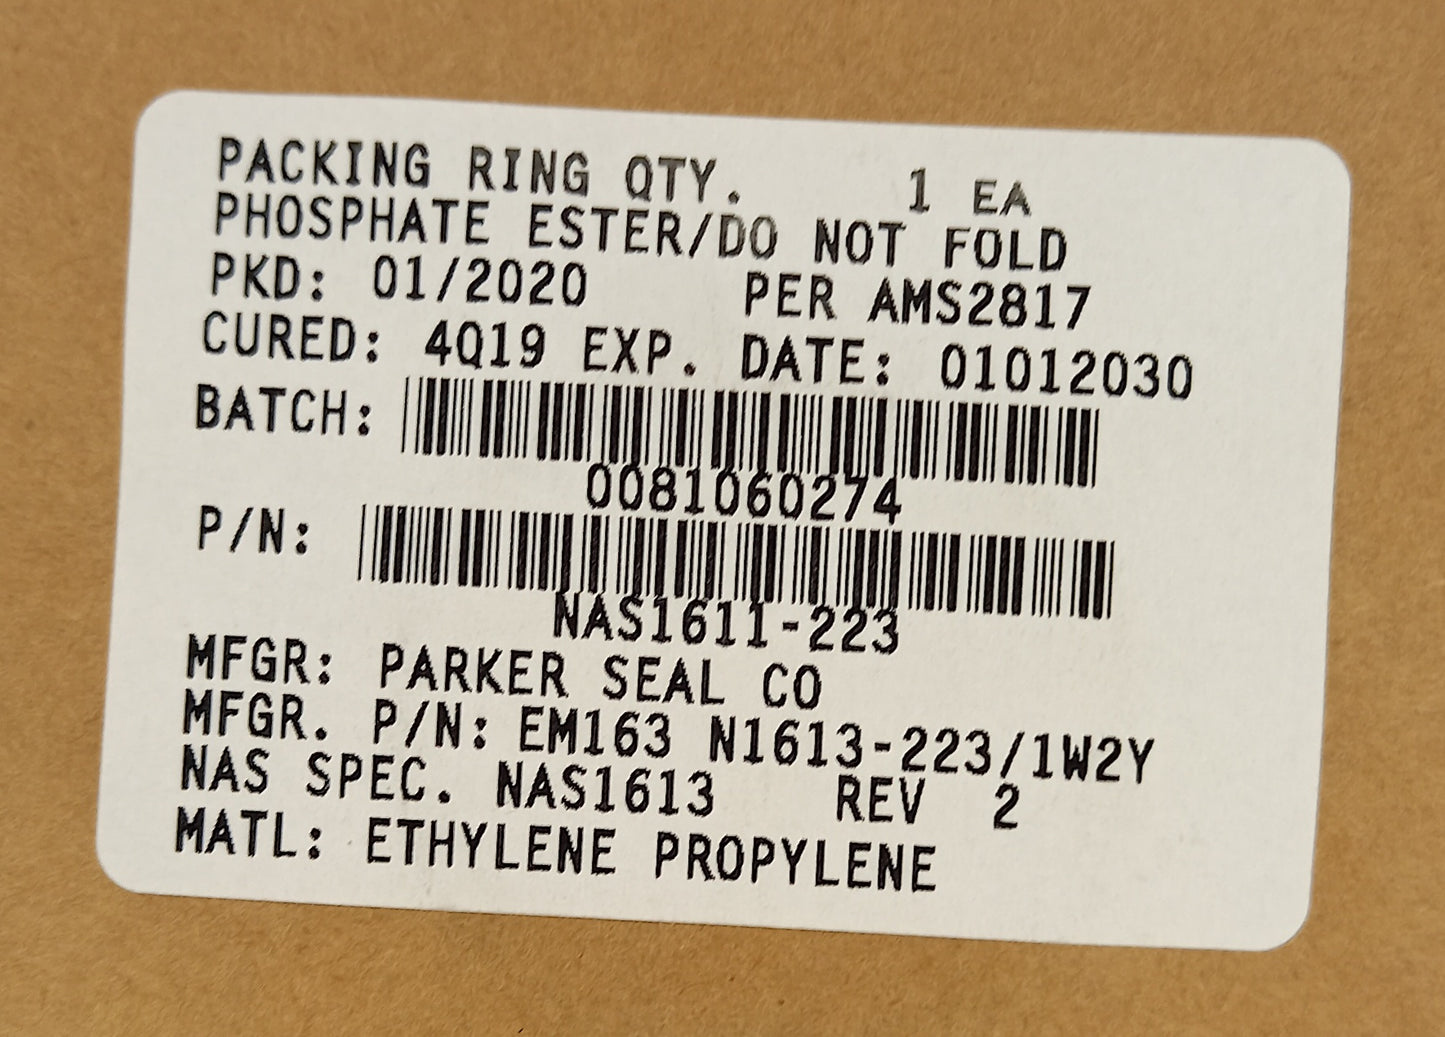 PACKING RING QTY. 1 EA
PHOSPHATE ESTER/DO NOT FOLD
PKD: 01/2020 PER AMS2817
CURED: 4Q19 EXP. DATE: 01012030
BATCH:
0081060274
P/N:
NAS1611-223
MFGR: PARKER SEAL CO
MFGR. P/N: EM163 N1613-223/1W2Y
NAS SPEC. NAS1613 REV 2
MATL: ETHYLENE PROPYLENE